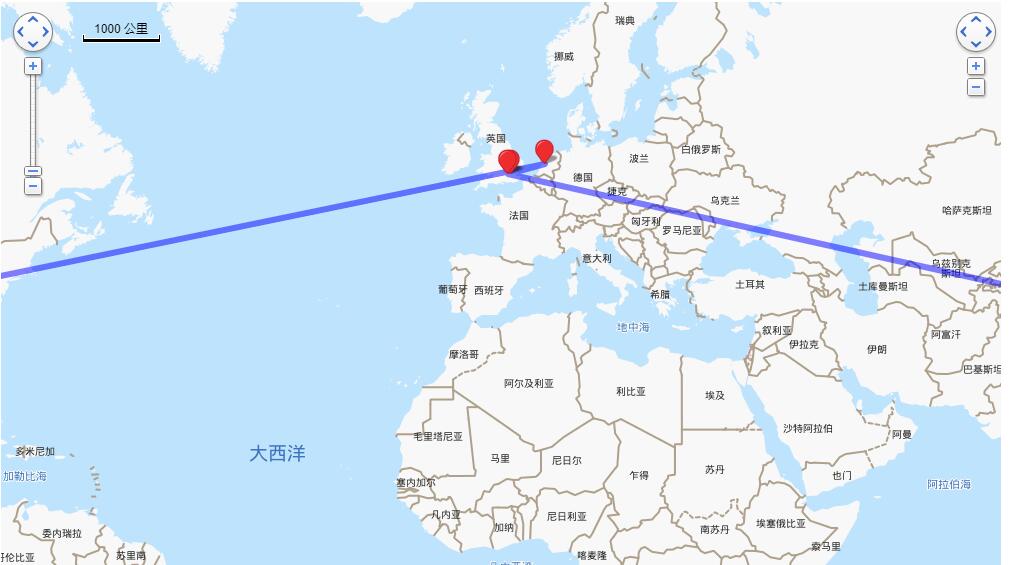 1000 公里
瑞典
挪威
英国
波兰
白俄罗斯
德国
捷克
乌克兰
法国
匈牙利
罗马尼亚
哈萨克斯坦
意大利
乌兹别克
斯坦
葡萄牙
西班牙
希腊
土耳其
土库曼斯坦
地中海
叙利亚
伊拉克
伊朗
阿富汗
摩洛哥
巴基斯坦
阿尔及利亚
利比亚
埃及
沙特阿拉伯
阿曼
毛里塔尼亚
多米尼加
大西洋
马里
尼日尔
乍得
苏丹
也门
加勒比海
塞内加尔
阿拉伯海
几内亚
加纳
尼日利亚
南苏丹
埃塞俄比亚
委内瑞拉
苏里南
喀麦隆
索马里